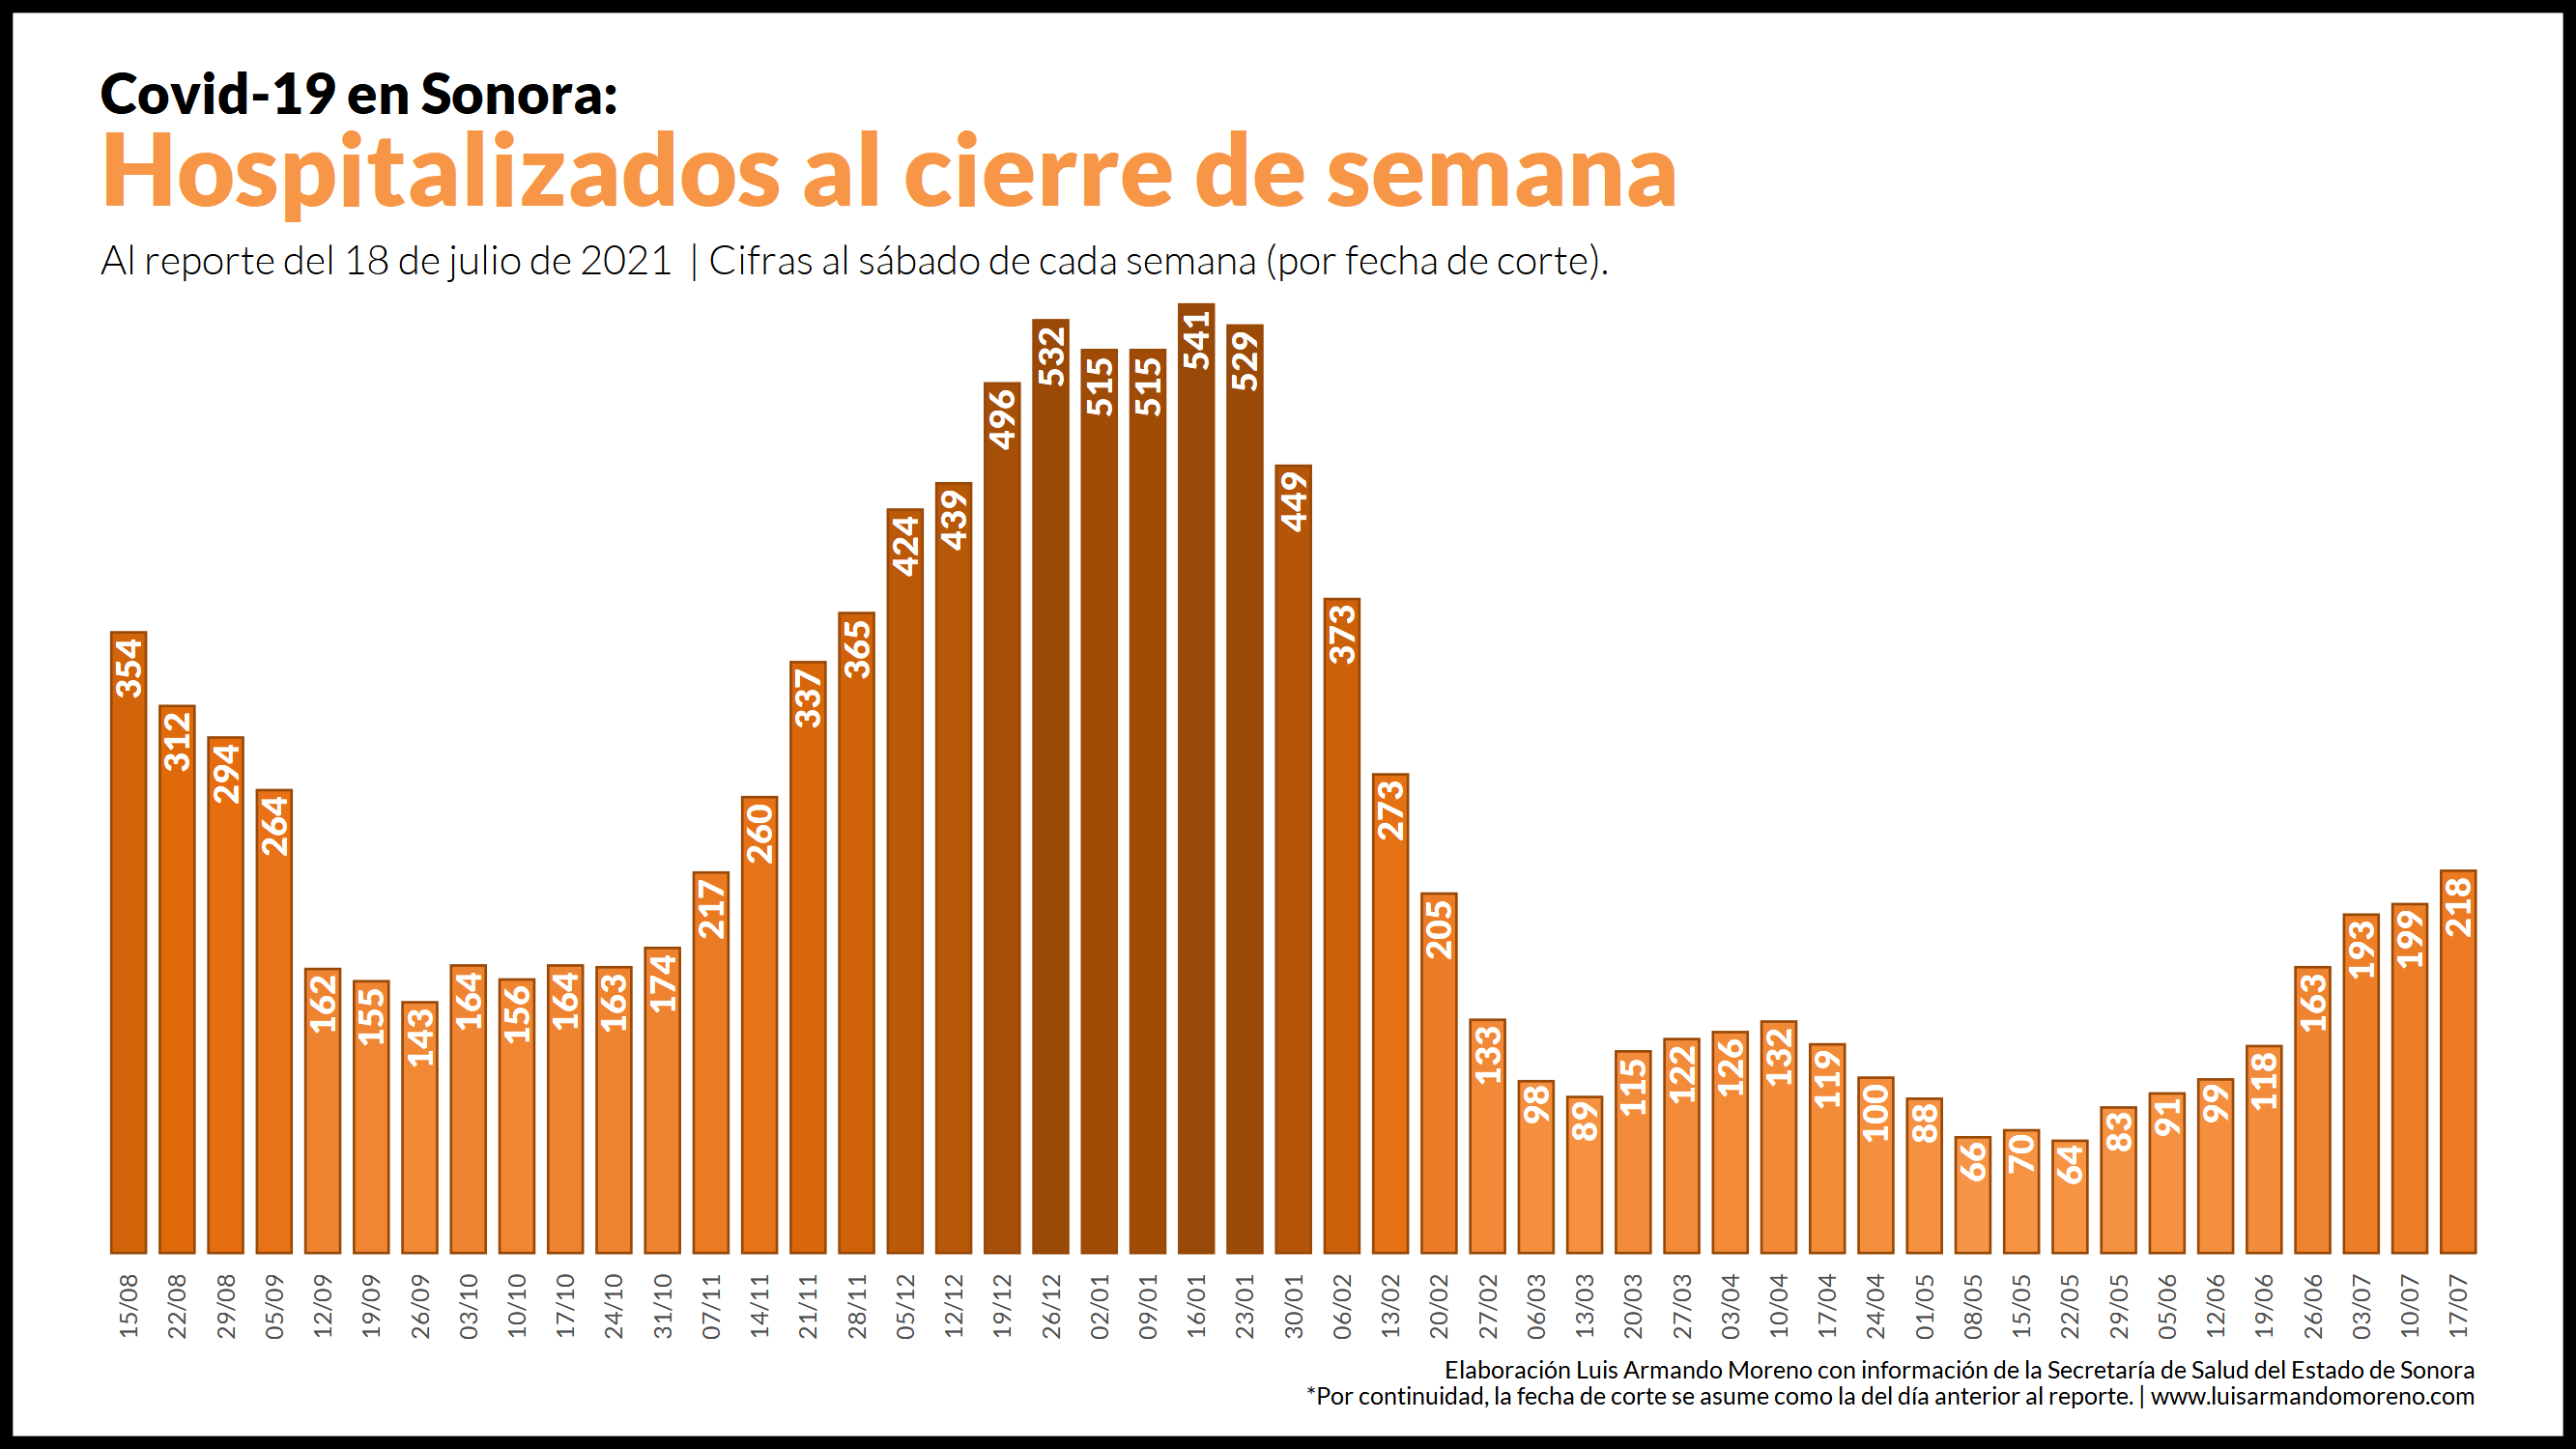 Covid-19 en Sonora:
Hospitalizados al cierre de semana
Al reporte del 18 de julio de 2021 | Cifras al sábado de cada semana (por fecha de corte).
354 312 294 264 162 155 143 164 156 164 163 174 217 260 337 365 424 439 496 532 515 515 541 529 449 373 273 205 133 98 89 115 122 126 132 119 100 88 66 70 64 83 91 99 118 163 193 199 218
15/08 22/08 29/08 05/09 12/09 19/09 26/09 03/10 10/10 17/10 24/10 31/10 07/11 14/11 21/11 28/11 05/12 12/12 19/12 26/12 02/01 09/01 16/01 23/01 30/01 06/02 13/02 20/02 27/02 06/03 13/03 20/03 27/03 03/04 10/04 17/04 24/04 01/05 08/05 15/05 22/05 29/05 05/06 12/06 19/06 26/06 03/07 10/07 17/07
Elaboración Luis Armando Moreno con información de la Secretaría de Salud del Estado de Sonora
*Por continuidad, la fecha de corte se asume como la del día anterior al reporte. | www.luisarmandomoreno.com